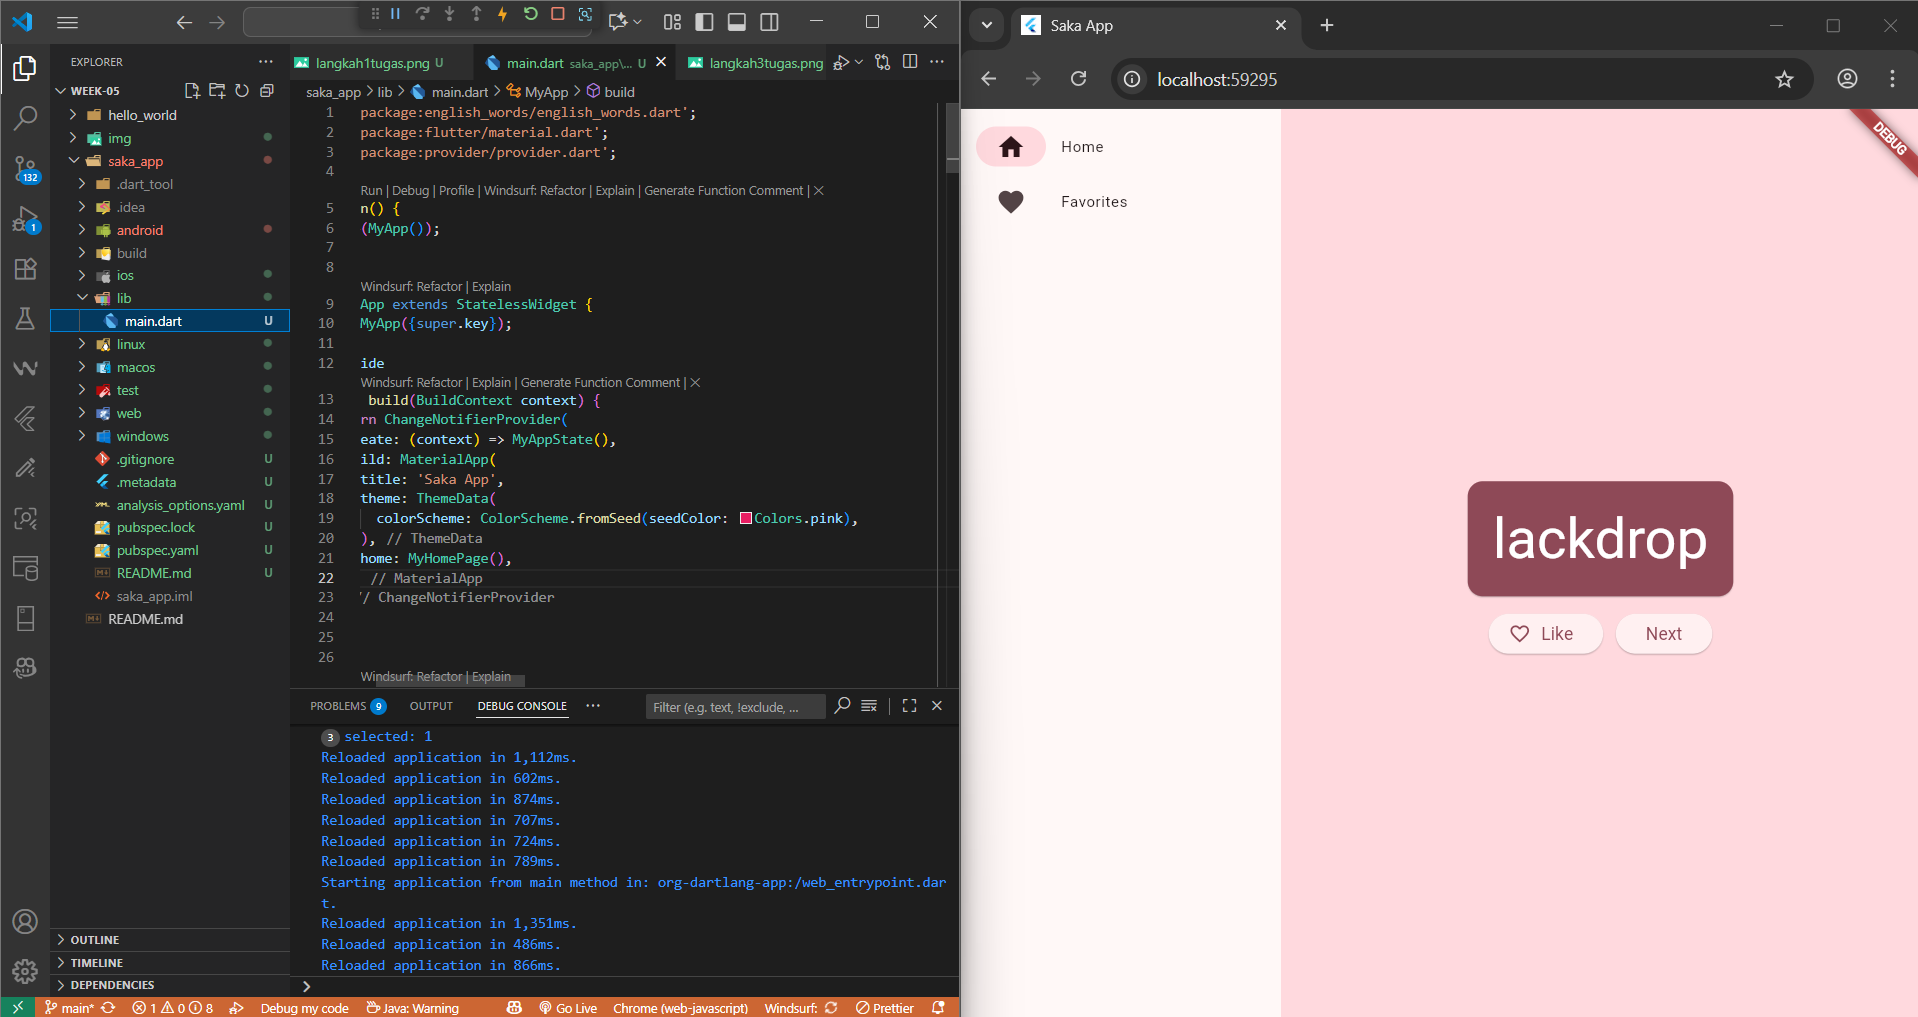 EXPLORER
WEEK-05
hello_world
img
saka_app
.dart_tool
.idea
android
build
ios
lib
main.dart U
linux
macos
test
web
windows
.gitignore U
.metadata U
analysis_options.yaml U
pubspec.lock U
pubspec.yaml U
README.md U
saka_app.iml
README.md
OUTLINE
TIMELINE
DEPENDENCIES
132
1
langkah1tugas.png U
main.dart saka_app\... U
langkah3tugas.png
saka_app > lib > main.dart > MyApp > build
1 package:english_words/english_words.dart';
2 package:flutter/material.dart';
3 package:provider/provider.dart';
4
Run | Debug | Profile | Windsurf: Refactor | Explain | Generate Function Comment | ×
5 n() {
6 (MyApp());
7
8
Windsurf: Refactor | Explain
9 App extends StatelessWidget {
10 MyApp({super.key});
11
12 ide
Windsurf: Refactor | Explain | Generate Function Comment | ×
13 build(BuildContext context) {
14 rn ChangeNotifierProvider(
15 eate: (context) => MyAppState(),
16 ild: MaterialApp(
17 title: 'Saka App',
18 theme: ThemeData(
19 colorScheme: ColorScheme.fromSeed(seedColor: Colors.pink),
20 ), // ThemeData
21 home: MyHomePage(),
22 // MaterialApp
23 // ChangeNotifierProvider
24
25
26
Windsurf: Refactor | Explain
PROBLEMS 9 OUTPUT DEBUG CONSOLE ... Filter (e.g. text, !exclude, ...
3 selected: 1
Reloaded application in 1,112ms.
Reloaded application in 602ms.
Reloaded application in 874ms.
Reloaded application in 707ms.
Reloaded application in 724ms.
Reloaded application in 789ms.
Starting application from main method in: org-dartlang-app:/web_entrypoint.dar
t.
Reloaded application in 1,351ms.
Reloaded application in 486ms.
Reloaded application in 866ms.
main* 1 0 8 Debug my code Java: Warning Go Live Chrome (web-javascript) Windsurf: Prettier
Saka App
localhost:59295
Home
Favorites
DEBUG
lackdrop
Like Next